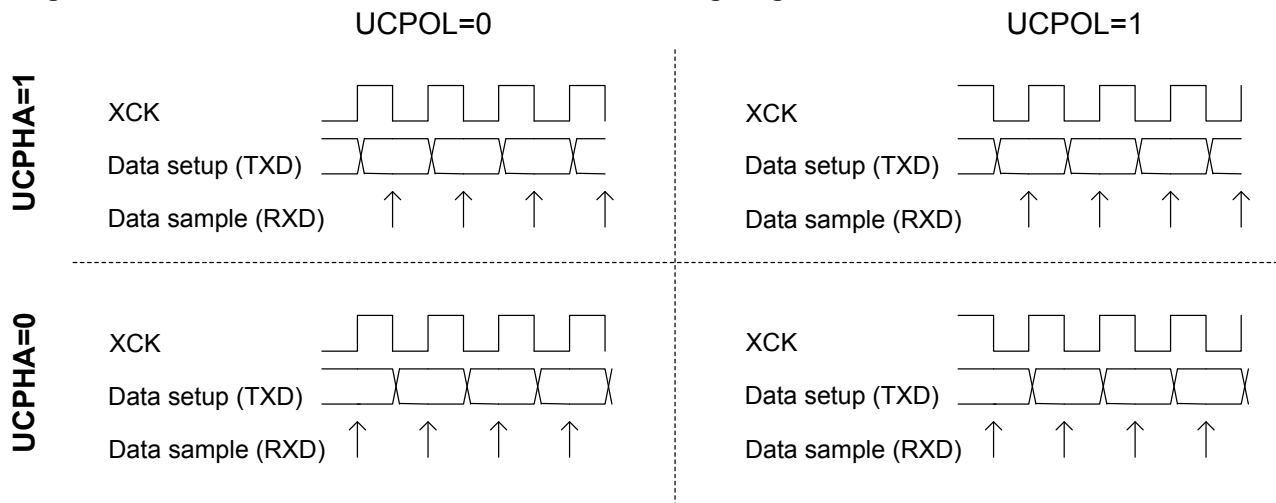 UCPOL=0
UCPOL=1
UCPHA=1
XCK
Data setup (TXD)
Data sample (RXD)
XCK
Data setup (TXD)
Data sample (RXD)
UCPHA=0
XCK
Data setup (TXD)
Data sample (RXD)
XCK
Data setup (TXD)
Data sample (RXD)